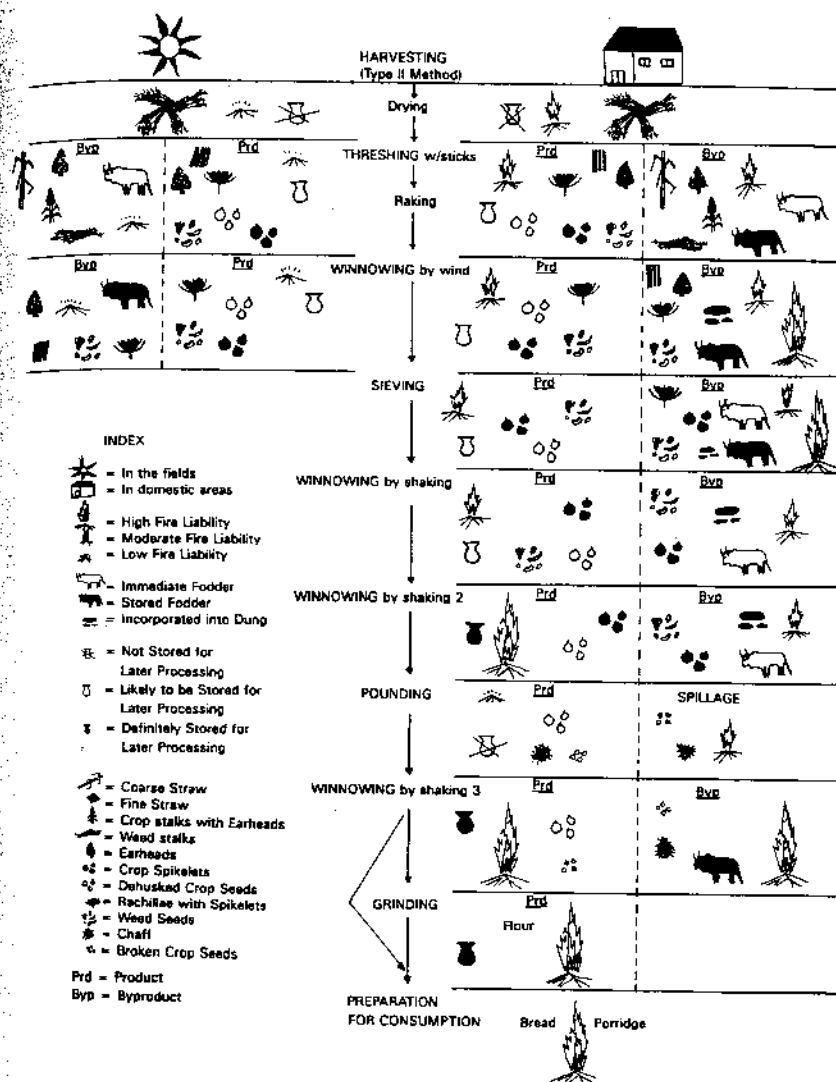 HARVESTING
(Type II Method)
Drying
Byp Prd THRESHING w/sticks Prd Byp
Raking
Byp Prd WINNOWING by wind Prd Byp
SIEVING Prd Byp
INDEX
= In the fields
= In domestic areas
= High Fire Liability
= Moderate Fire Liability
= Low Fire Liability
= Immediate Fodder
= Stored Fodder
= Incorporated into Dung
= Not Stored for
Later Processing
= Likely to be Stored for
Later Processing
= Definitely Stored for
Later Processing
= Coarse Straw
= Fine Straw
= Crop stalks with Earheads
= Weed stalks
= Earheads
= Crop Spikelets
= Dehusked Crop Seeds
= Rachillae with Spikelets
= Weed Seeds
= Chaff
= Broken Crop Seeds
Prd = Product
Byp = Byproduct
WINNOWING by shaking Prd Byp
WINNOWING by shaking 2 Prd Byp
POUNDING Prd SPILLAGE
WINNOWING by shaking 3 Prd Byp
GRINDING Prd
Flour
PREPARATION
FOR CONSUMPTION Bread Porridge